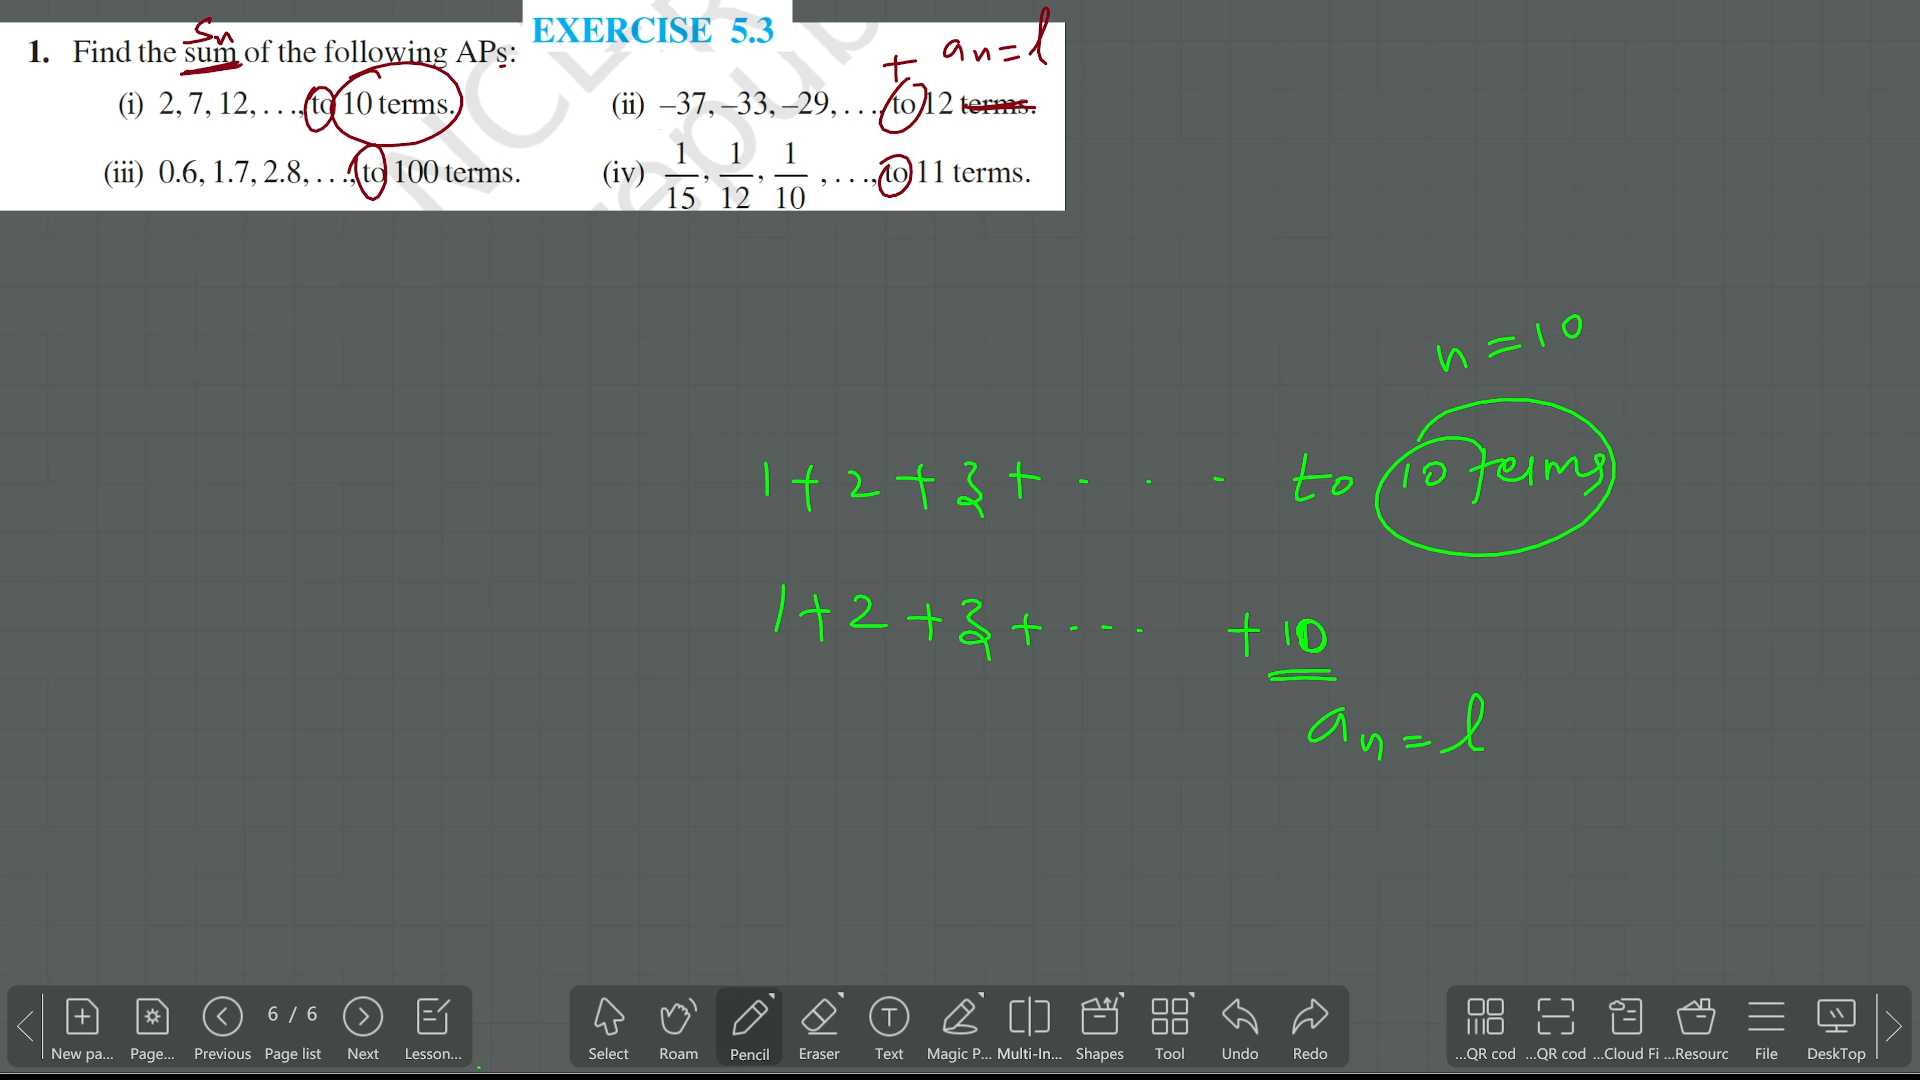 EXERCISE 5.3
Sn
+ an = l
1. Find the sum of the following APs:
(i) 2, 7, 12, . . ., to 10 terms.
(ii) –37, –33, –29, . . ., to 12 terms.
(iii) 0.6, 1.7, 2.8, . . ., to 100 terms.
(iv) 1/15, 1/12, 1/10, . . ., to 11 terms.
n = 10
1 + 2 + 3 + . . . to 10 terms
1 + 2 + 3 + . . . + 10
an = l
6 / 6
New pa... Page... Previous Page list Next Lesson...
Select Roam Pencil Eraser Text Magic P... Multi-In... Shapes Tool Undo Redo
...QR cod ...QR cod ...Cloud Fi ...Resourc File DeskTop